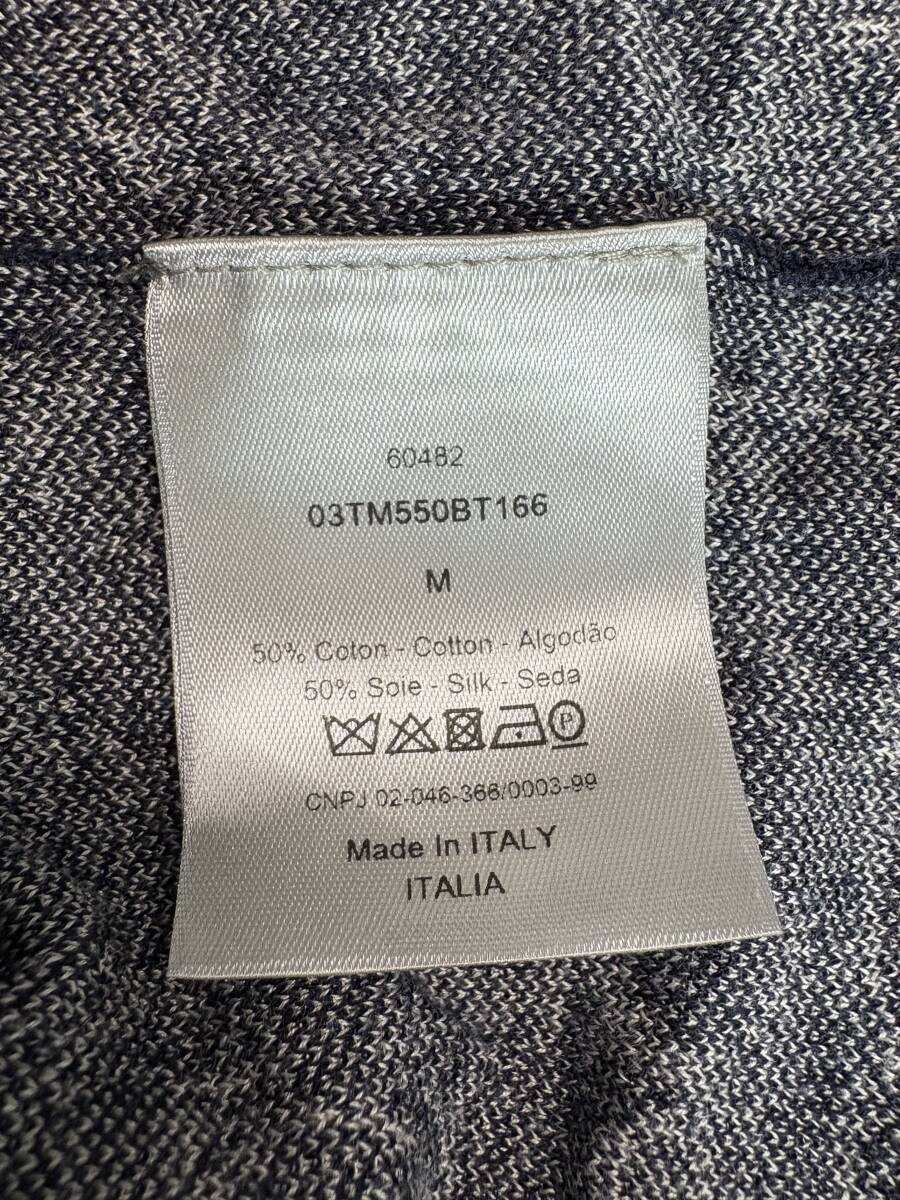 60482
03TM550BT166
M
50% Coton - Cotton - Algodão
50% Soie - Silk - Seda
P
CNPJ 02-046-366/0003-99
Made In ITALY
ITALIA